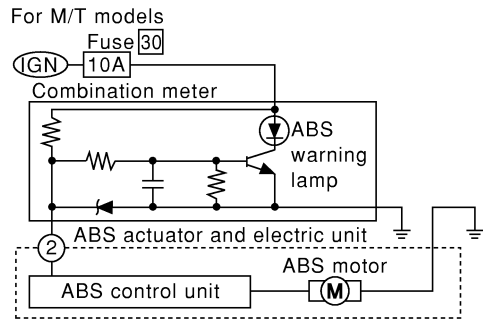 For M/T models
Fuse 30
IGN 10A
Combination meter
ABS
warning
lamp
2 ABS actuator and electric unit
ABS motor
ABS control unit M